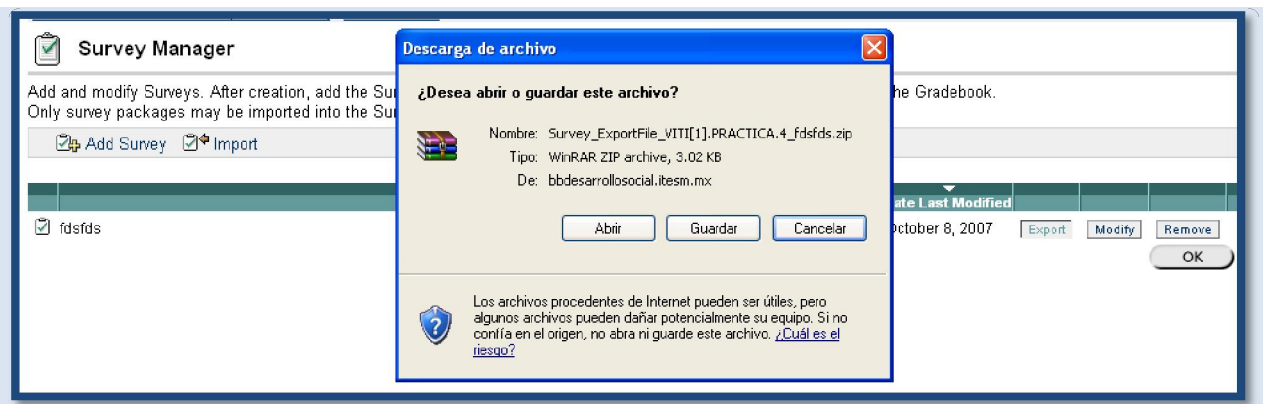 Survey Manager
Add and modify Surveys. After creation, add the Sur
he Gradebook.
Only survey packages may be imported into the Sur
Add Survey Import
Descarga de archivo
¿Desea abrir o guardar este archivo?
Nombre: Survey_ExportFile_VITI[1].PRACTICA.4_fdsfds.zip
Tipo: WinRAR ZIP archive, 3.02 KB
De: bbdesarrollosocial.itesm.mx
Abrir Guardar Cancelar
Los archivos procedentes de Internet pueden ser útiles, pero
algunos archivos pueden dañar potencialmente su equipo. Si no
confía en el origen, no abra ni guarde este archivo. ¿Cuál es el
riesgo?
ate Last Modified
fdsfds
October 8, 2007 Export Modify Remove
OK